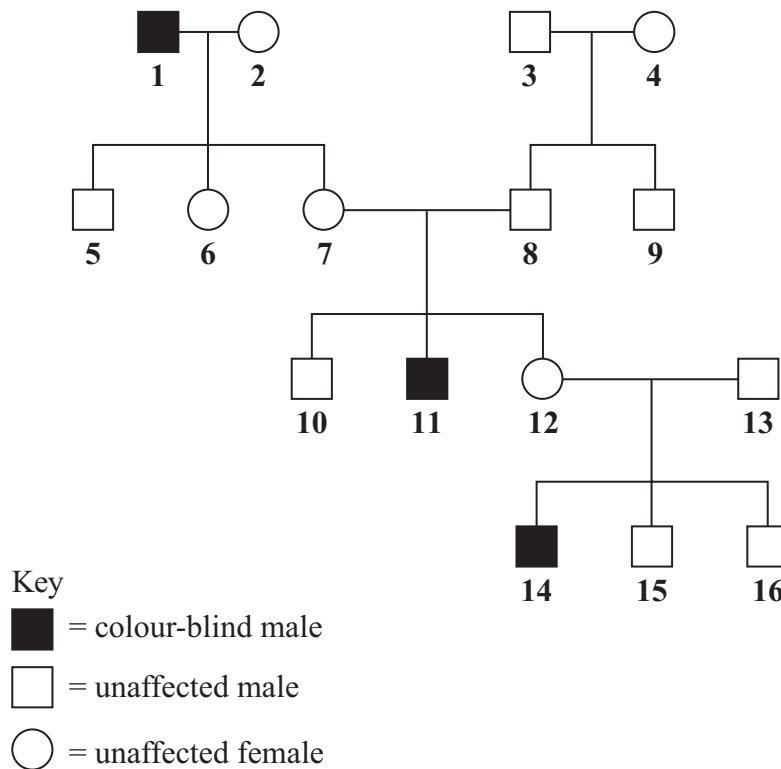 1 2 3 4
5 6 7 8 9
10 11 12 13
14 15 16
Key
= colour-blind male
= unaffected male
= unaffected female